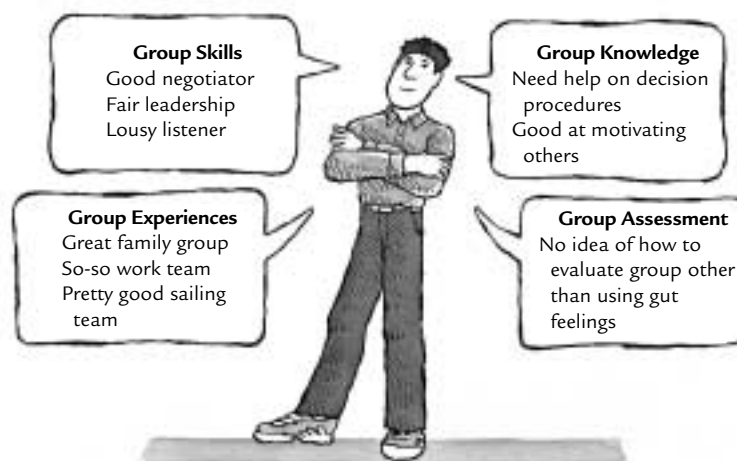 Group Skills
Good negotiator
Fair leadership
Lousy listener
Group Knowledge
Need help on decision
procedures
Good at motivating
others
Group Experiences
Great family group
So-so work team
Pretty good sailing
team
Group Assessment
No idea of how to
evaluate group other
than using gut
feelings